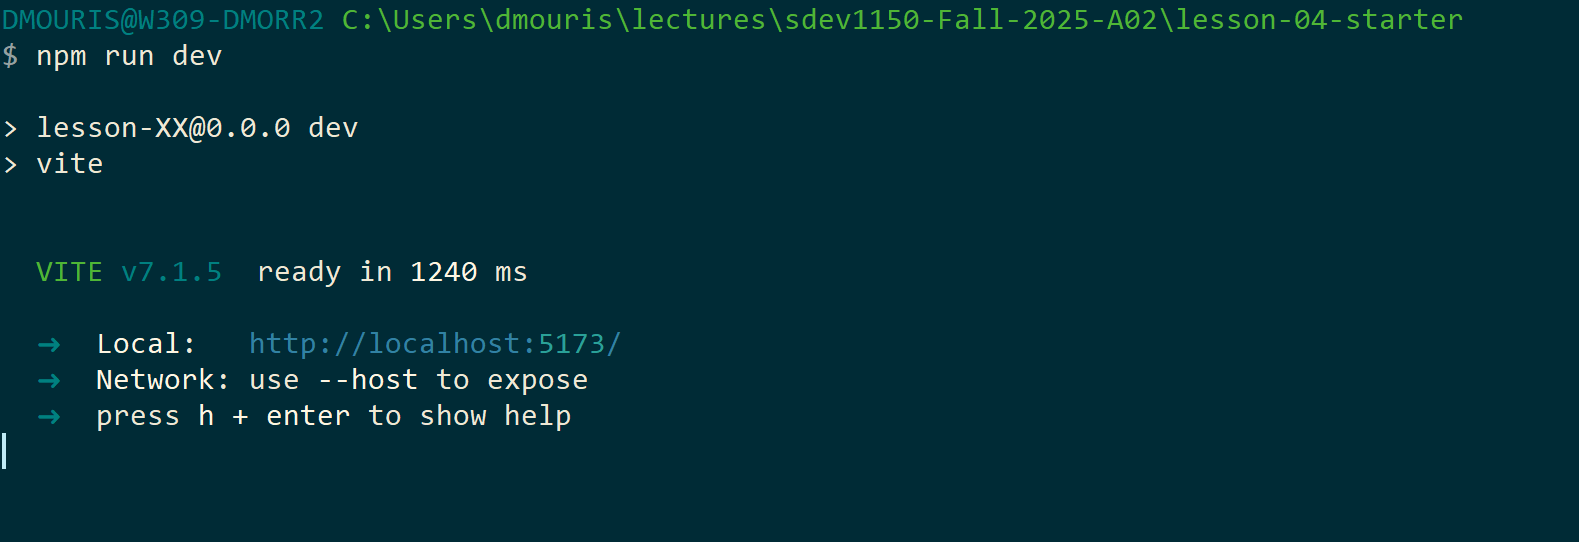 DMOURIS@W309-DMORR2 C:\Users\dmouris\lectures\sdev1150-Fall-2025-A02\lesson-04-starter
$ npm run dev
> lesson-XX@0.0.0 dev
> vite
VITE v7.1.5  ready in 1240 ms
➜  Local:   http://localhost:5173/
➜  Network: use --host to expose
➜  press h + enter to show help